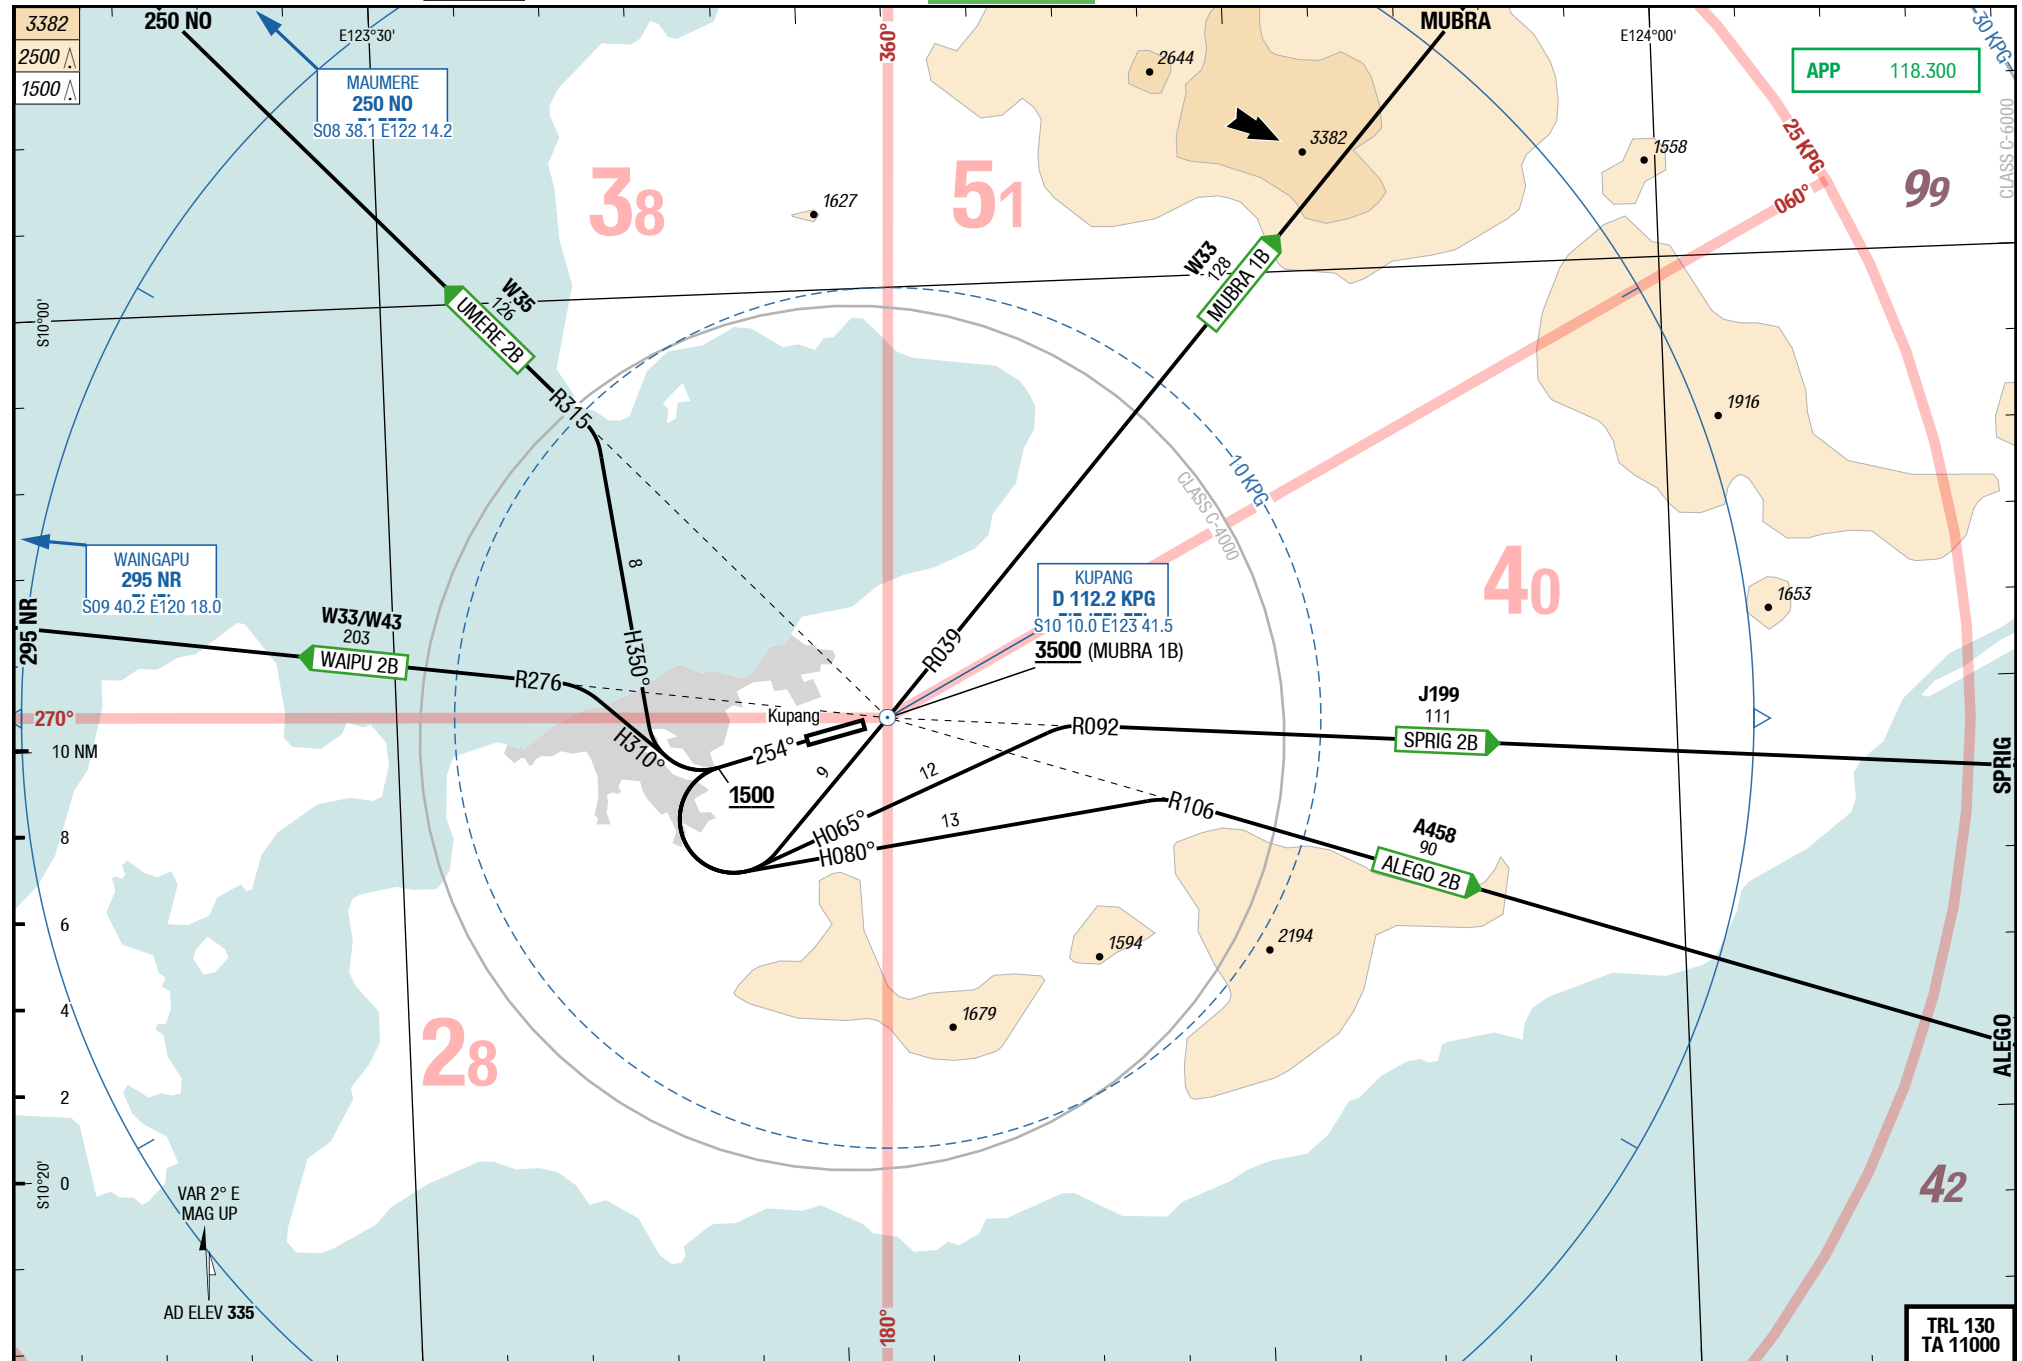 3382
2500
1500
250 NO
E123°30'
MAUMERE
250 NO
S08 38.1 E122 14.2
360°
MUBRA
E124°00'
30 KPG
APP 118.300
CLASS C-6000
2644
3382
1558
25 KPG
060°
99
38
1627
51
W33
128
MUBRA 1B
W35
126
UMERE 2B
S10°00'
R315
1916
10 KPG
CLASS C-4000
WAINGAPU
295 NR
S09 40.2 E120 18.0
8
KUPANG
D 112.2 KPG
S10 10.0 E123 41.5
3500 (MUBRA 1B)
40
1653
295 NR
W33/W43
203
WAIPU 2B
R276
H350°
R039
J199
111
SPRIG 2B
SPRIG
270°
Kupang
R092
10 NM
H310°
254°
1500
9
12
H065°
13
H080°
R106
A458
90
ALEGO 2B
8
6
4
2
0
1594
2194
1679
28
ALEGO
S10°20'
VAR 2° E
MAG UP
AD ELEV 335
180°
42
TRL 130
TA 11000